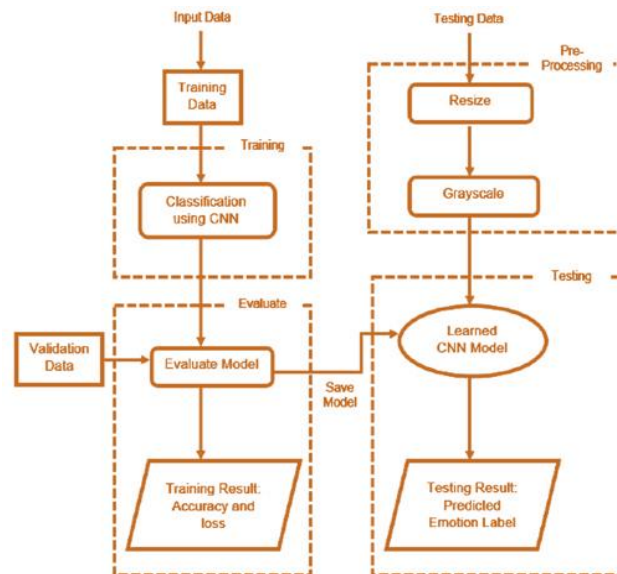 Input Data
Training
Data
Training
Classification
using CNN
Evaluate
Validation
Data
Evaluate Model
Save
Model
Training Result:
Accuracy and
loss
Testing Data
Pre-
Processing
Resize
Grayscale
Testing
Learned
CNN Model
Testing Result:
Predicted
Emotion Label